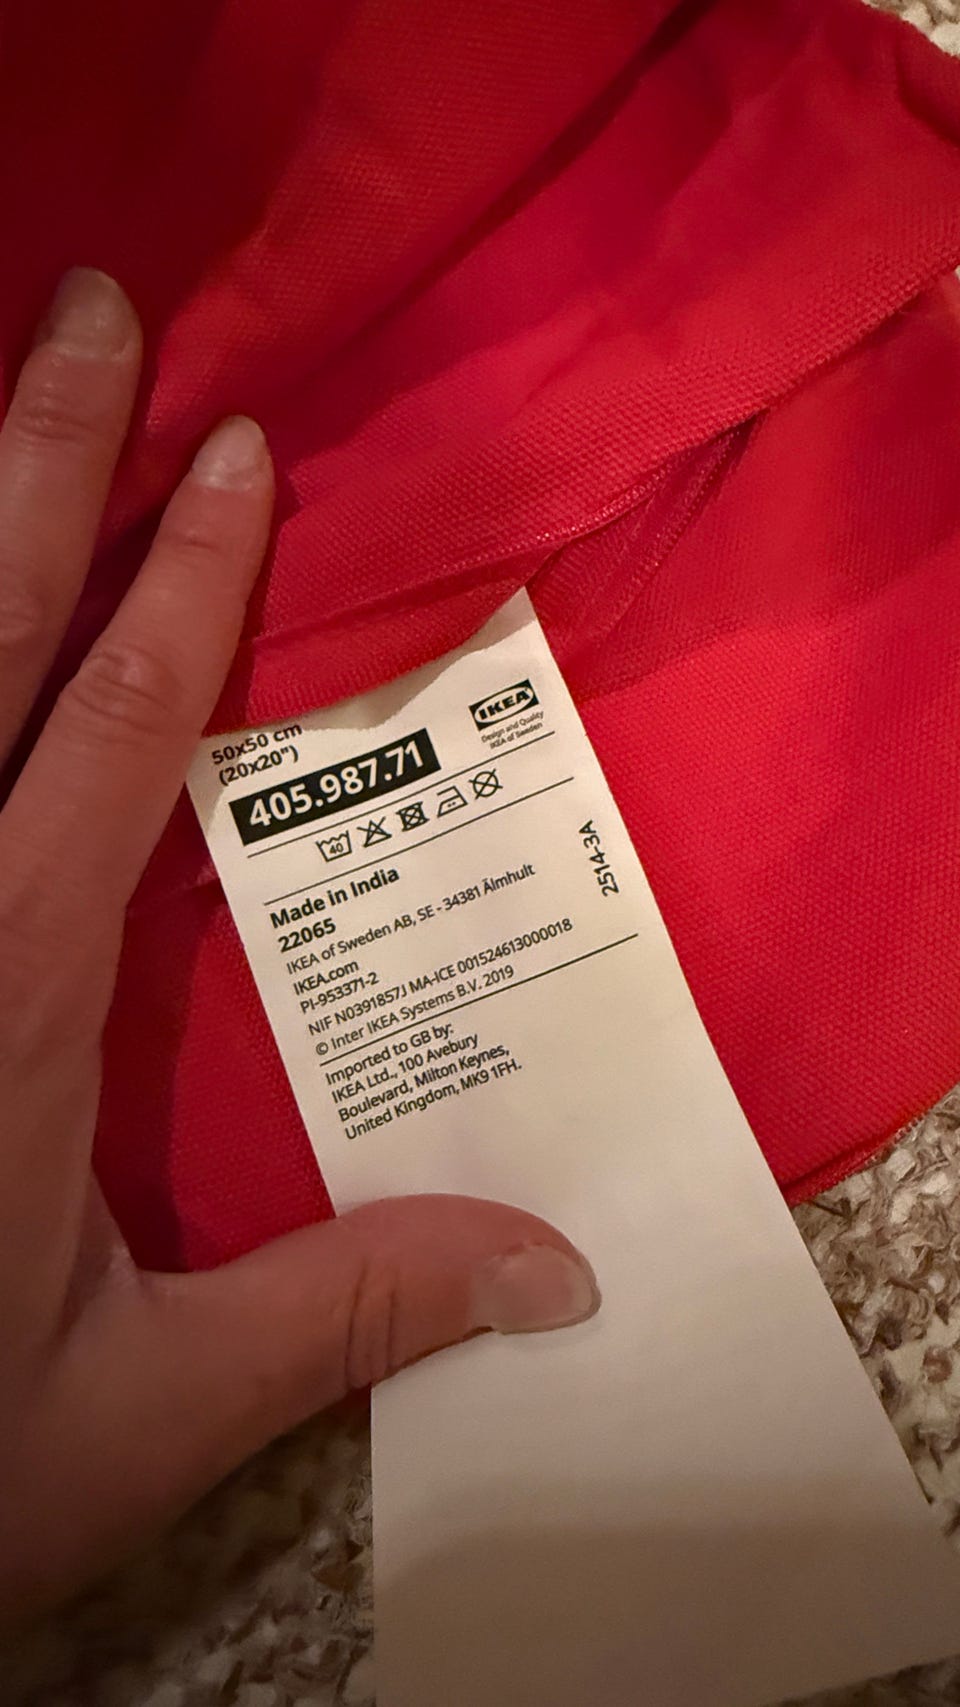 50x50 cm
(20x20")
IKEA
Design and Quality
IKEA of Sweden
405.987.71
40
Made in India
22065
IKEA of Sweden AB, SE - 34381 Älmhult
IKEA.com
PI-953371-2
NIF N0391857J MA-ICE 001524613000018
© Inter IKEA Systems B.V. 2019
2514-3A
Imported to GB by:
IKEA Ltd., 100 Avebury
Boulevard, Milton Keynes,
United Kingdom, MK9 1FH.